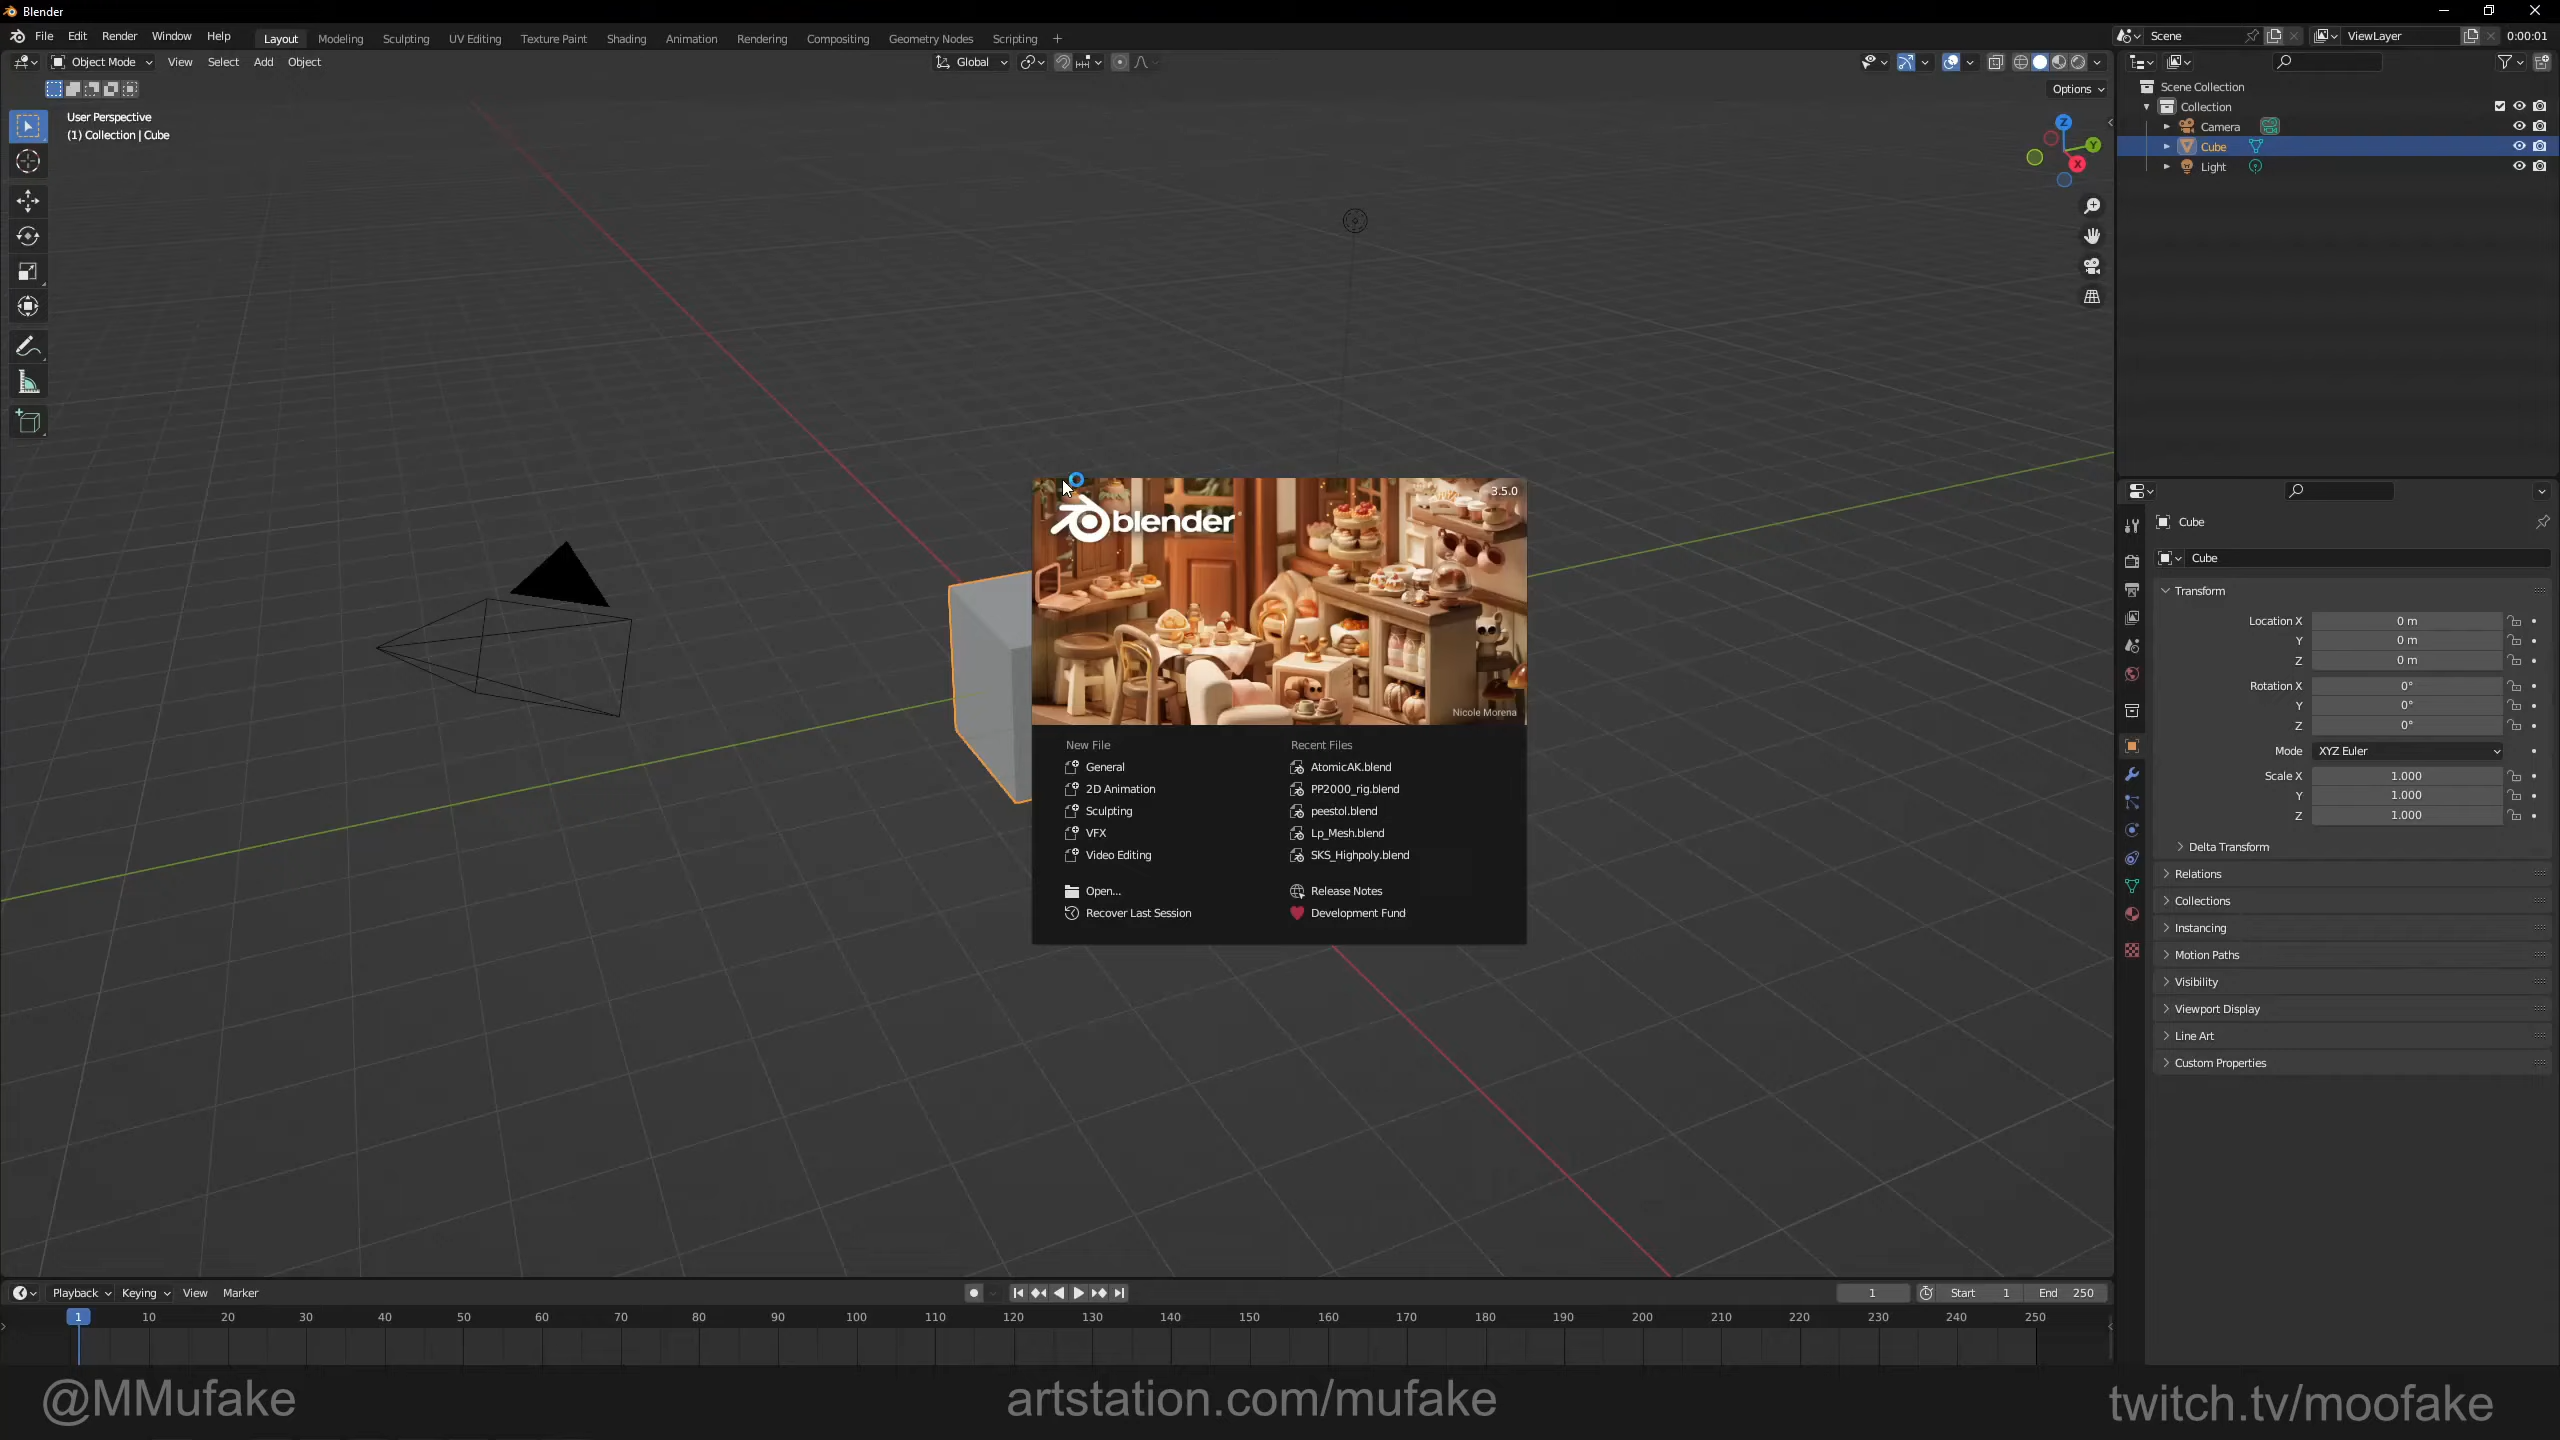 Blender
File Edit Render Window Help Layout Modeling Sculpting UV Editing Texture Paint Shading Animation Rendering Compositing Geometry Nodes Scripting + Scene ViewLayer 0:00:01
Object Mode View Select Add Object Global
Options
User Perspective
(1) Collection | Cube
Z
Y
X
Scene Collection
Collection
Camera
Cube
Light
Cube
Cube
Transform
Location X 0 m
Y 0 m
Z 0 m
Rotation X 0°
Y 0°
Z 0°
Mode XYZ Euler
Scale X 1.000
Y 1.000
Z 1.000
Delta Transform
Relations
Collections
Instancing
Motion Paths
Visibility
Viewport Display
Line Art
Custom Properties
3.5.0
blender
Nicole Morena
New File
General
2D Animation
Sculpting
VFX
Video Editing
Open...
Recover Last Session
Recent Files
AtomicAK.blend
PP2000_rig.blend
peestol.blend
Lp_Mesh.blend
SKS_Highpoly.blend
Release Notes
Development Fund
Playback Keying View Marker 1 Start 1 End 250
1 10 20 30 40 50 60 70 80 90 100 110 120 130 140 150 160 170 180 190 200 210 220 230 240 250
@MMufake artstation.com/mufake twitch.tv/moofake